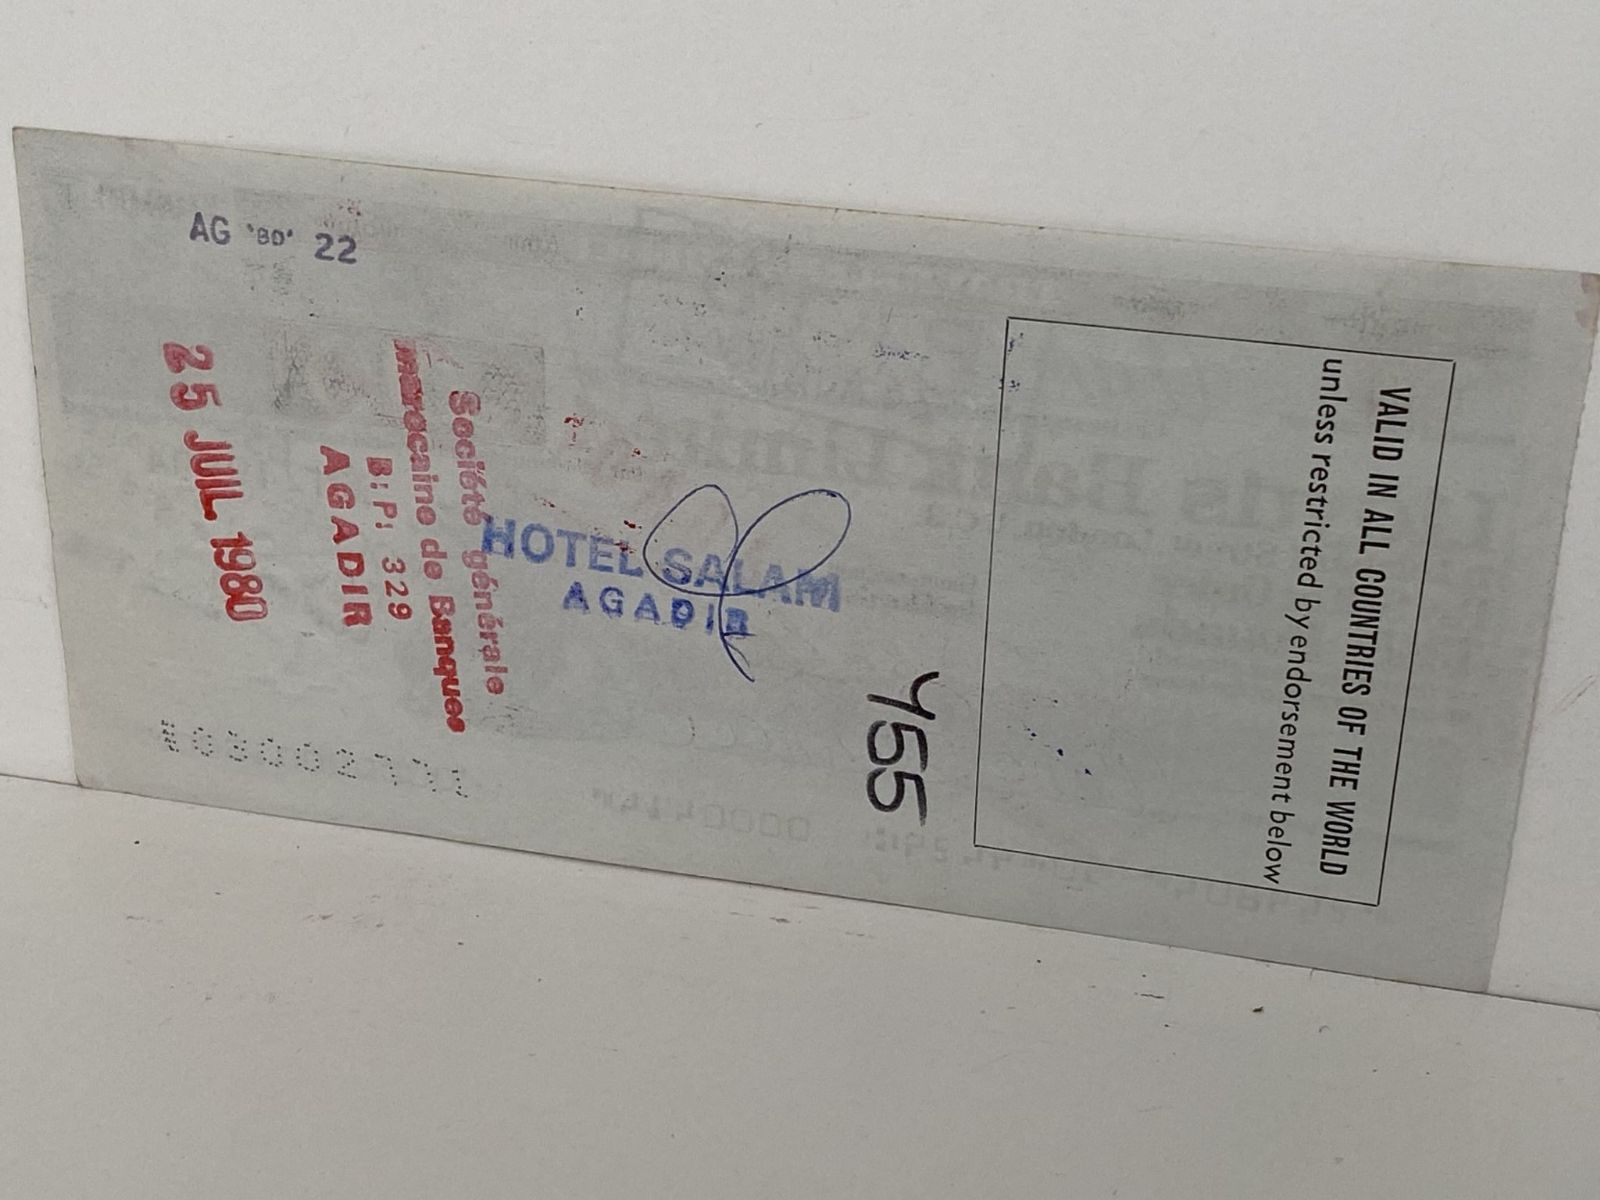 AG '80' 22
25 JUIL. 1980
Société générale
marocaine de Banques
B.P. 329
AGADIR
HOTEL SALAM
AGADIR
455
VALID IN ALL COUNTRIES OF THE WORLD
unless restricted by endorsement below